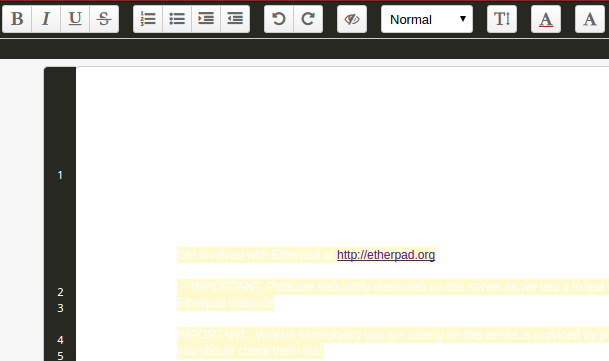 B I U S Normal T A A
1
Get involved with Etherpad at http://etherpad.org
2 -- IMPORTANT: Pads are frequently destroyed on this server as we use it to test
3 Etherpad instance
4 IMPORTANT: Various functionality you are seeing on this server is provided by
5 you should check them out!